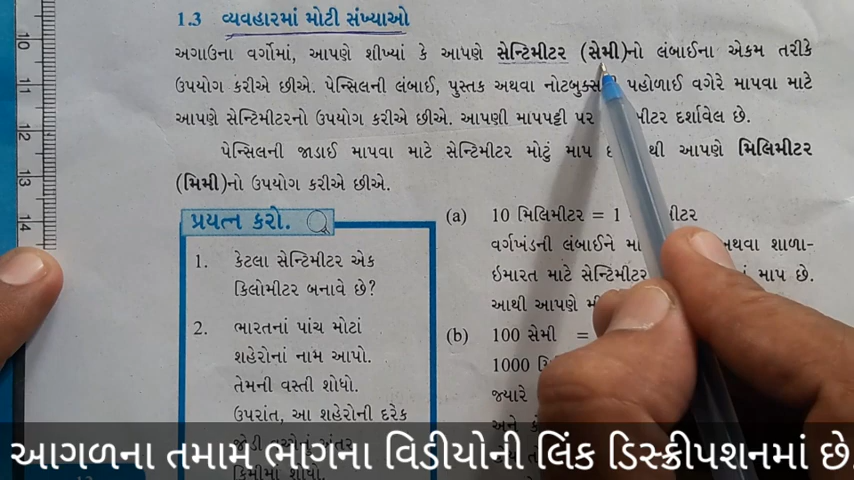 1.3 વ્યવહારમાં મોટી સંખ્યાઓ
અગાઉના વર્ગોમાં, આપણે શીખ્યાં કે આપણે સેન્ટિમીટર (સેમી)નો લંબાઈના એકમ તરીકે
ઉપયોગ કરીએ છીએ. પેન્સિલની લંબાઈ, પુસ્તક અથવા પહોળાઈ વગેરે માપવા માટે
આપણે સેન્ટિમીટરનો ઉપયોગ કરીએ છીએ. આપણી માપપટ્ટી પર દર્શાવેલ છે.
પેન્સિલની જાડાઈ માપવા માટે સેન્ટિમીટર મોટું માપ આપણે મિલિમીટર
(મિમી)નો ઉપયોગ કરીએ છીએ.
પ્રયત્ન કરો.
1. કેટલા સેન્ટિમીટર એક
કિલોમીટર બનાવે છે?
2. ભારતનાં પાંચ મોટાં
શહેરોનાં નામ આપો.
તેમની વસ્તી શોધો.
ઉપરાંત, આ શહેરોની દરેક
(a) 10 મિલિમીટર = 1
વર્ગખંડની લંબાઈને અથવા શાળા-
ઇમારત માટે સેન્ટિમીટર માપ છે.
આથી આપણે
(b) 100 સેમી =
1000
10
11
12
13
14
આગળના તમામ ભાગના વિડીયોની લિંક ડિસ્ક્રીપશનમાં છે